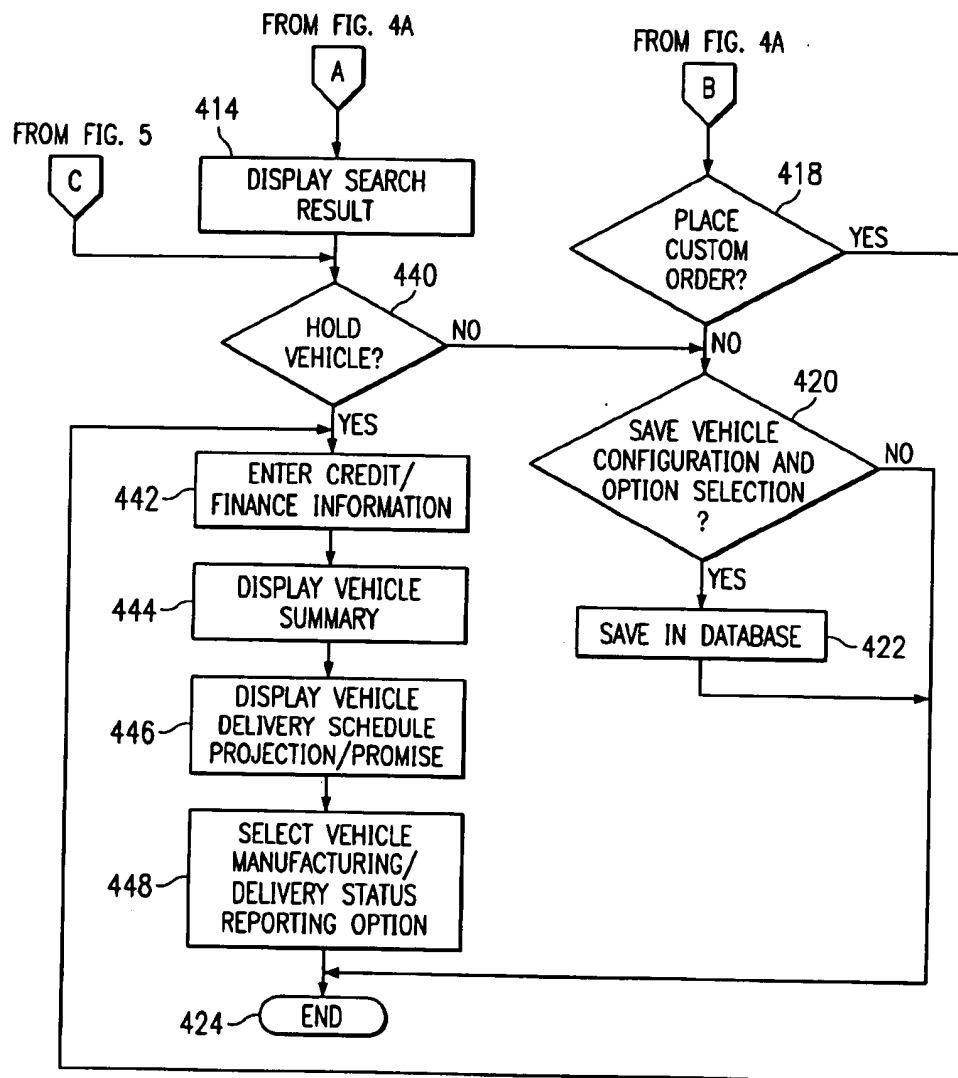 FROM FIG. 4A
A
FROM FIG. 4A
B
FROM FIG. 5
C
414
DISPLAY SEARCH
RESULT
418
PLACE
CUSTOM
ORDER?
YES
NO
440
HOLD
VEHICLE?
NO
YES
420
SAVE VEHICLE
CONFIGURATION AND
OPTION SELECTION
?
NO
YES
442
ENTER CREDIT/
FINANCE INFORMATION
444
DISPLAY VEHICLE
SUMMARY
SAVE IN DATABASE
422
446
DISPLAY VEHICLE
DELIVERY SCHEDULE
PROJECTION/PROMISE
448
SELECT VEHICLE
MANUFACTURING/
DELIVERY STATUS
REPORTING OPTION
424
END